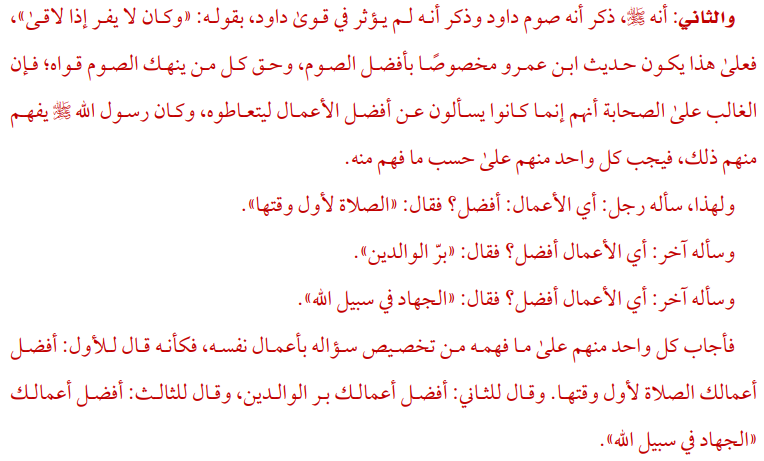 والثاني: أنه ﷺ، ذكر أنه صوم داود وذكر أنه لم يؤثر في قوىٰ داود، بقوله: «وكان لا يفر إذا لاقىٰ»،
فعلىٰ هذا يكون حديث ابن عمرو مخصوصًا بأفضل الصوم، وحق كل من ينهك الصوم قواه؛ فإن
الغالب علىٰ الصحابة أنهم إنما كانوا يسألون عن أفضل الأعمال ليتعاطوه، وكان رسول الله ﷺ يفهم
منهم ذلك، فيجب كل واحد منهم علىٰ حسب ما فهم منه.
ولهذا، سأله رجل: أي الأعمال: أفضل؟ فقال: «الصلاة لأول وقتها».
وسأله آخر: أي الأعمال أفضل؟ فقال: «برّ الوالدين».
وسأله آخر: أي الأعمال أفضل؟ فقال: «الجهاد في سبيل الله».
فأجاب كل واحد منهم علىٰ ما فهمه من تخصيص سؤاله بأعمال نفسه، فكأنه قال للأول: أفضل
أعمالك الصلاة لأول وقتها. وقال للثاني: أفضل أعمالك بر الوالدين، وقال للثالث: أفضل أعمالك
«الجهاد في سبيل الله».